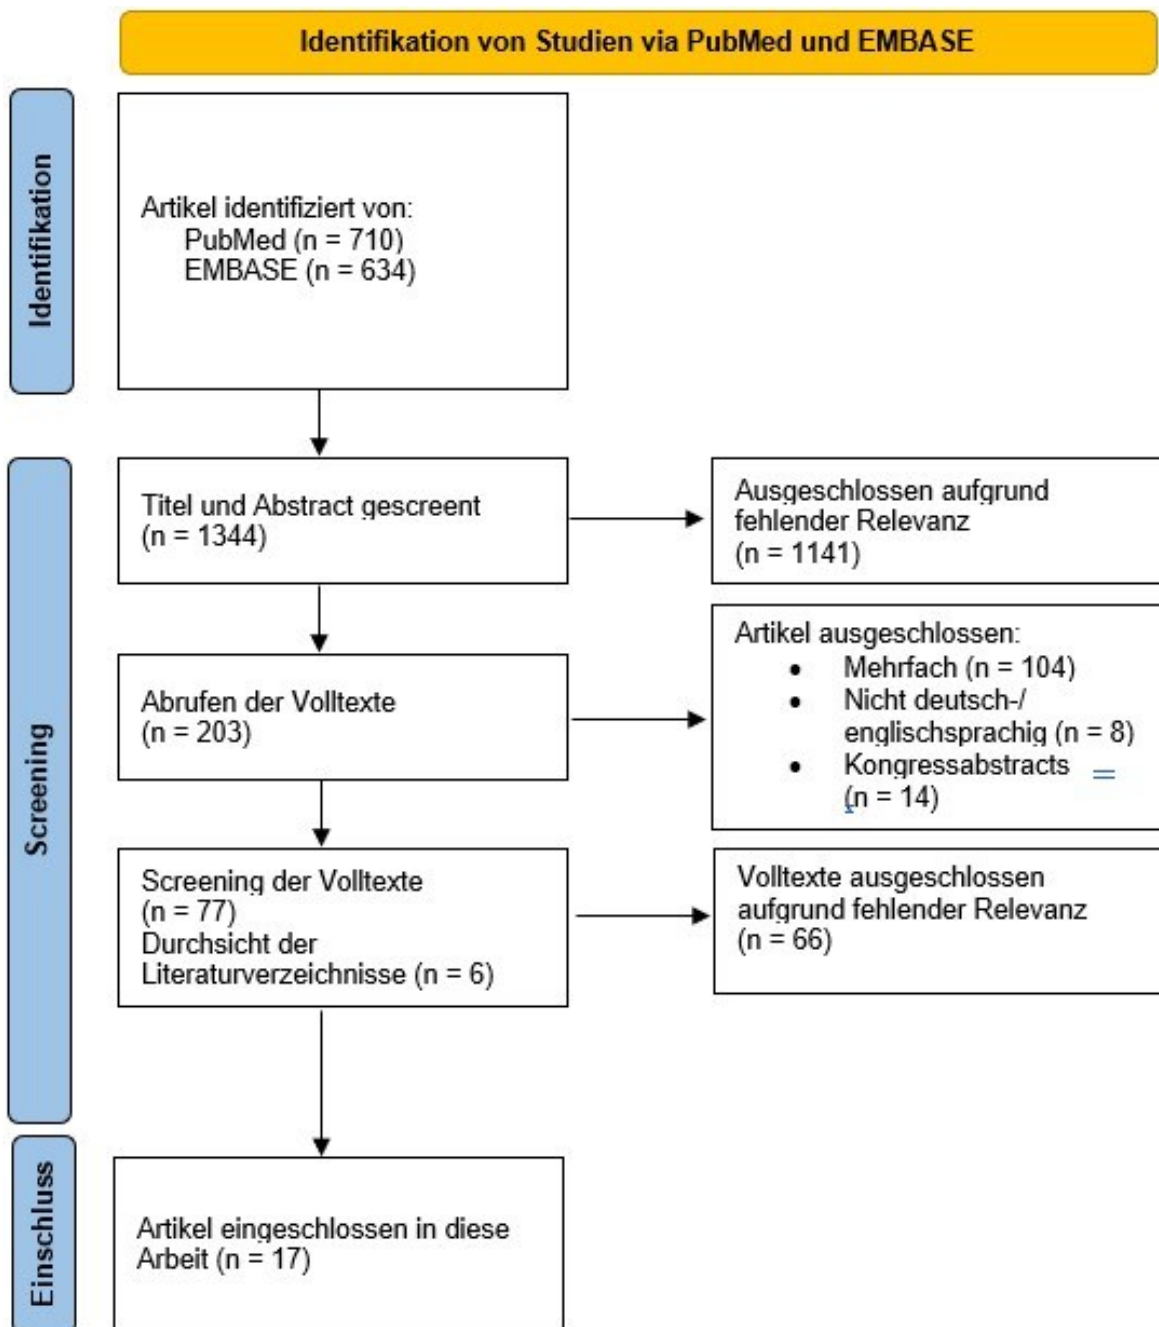 Identifikation von Studien via PubMed und EMBASE
Identifikation
Artikel identifiziert von:
PubMed (n = 710)
EMBASE (n = 634)
Screening
Titel und Abstract gescreent
(n = 1344)
Ausgeschlossen aufgrund
fehlender Relevanz
(n = 1141)
Abrufen der Volltexte
(n = 203)
Artikel ausgeschlossen:
• Mehrfach (n = 104)
• Nicht deutsch-/
englischsprachig (n = 8)
• Kongressabstracts
(n = 14)
Screening der Volltexte
(n = 77)
Durchsicht der
Literaturverzeichnisse (n = 6)
Volltexte ausgeschlossen
aufgrund fehlender Relevanz
(n = 66)
Einschluss
Artikel eingeschlossen in diese
Arbeit (n = 17)